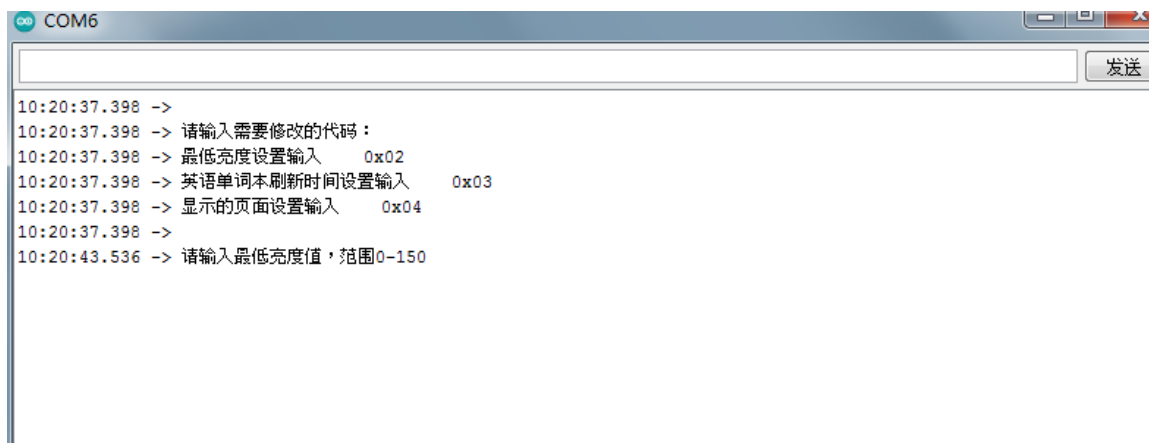 COM6
发送
10:20:37.398 ->
10:20:37.398 -> 请输入需要修改的代码：
10:20:37.398 -> 最低亮度设置输入    0x02
10:20:37.398 -> 英语单词本刷新时间设置输入    0x03
10:20:37.398 -> 显示的页面设置输入    0x04
10:20:37.398 ->
10:20:43.536 -> 请输入最低亮度值，范围0-150